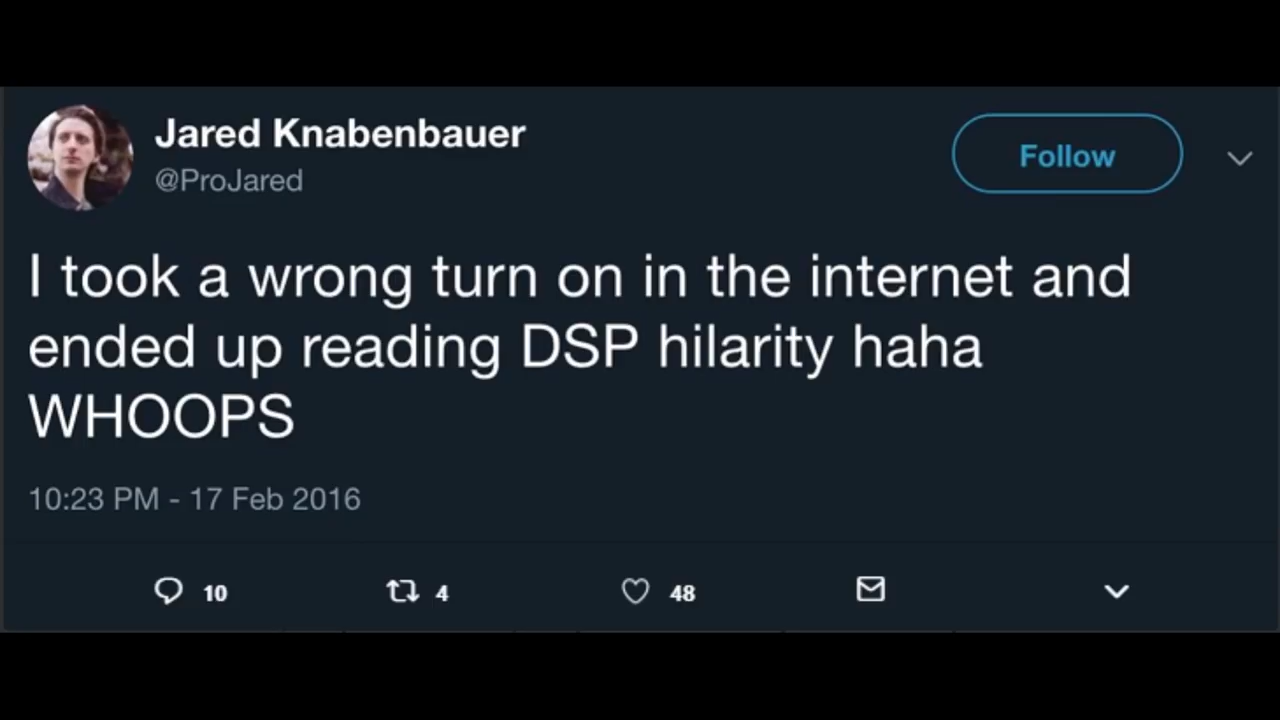 Jared Knabenbauer
@ProJared
Follow
I took a wrong turn on in the internet and
ended up reading DSP hilarity haha
WHOOPS
10:23 PM - 17 Feb 2016
10 4 48